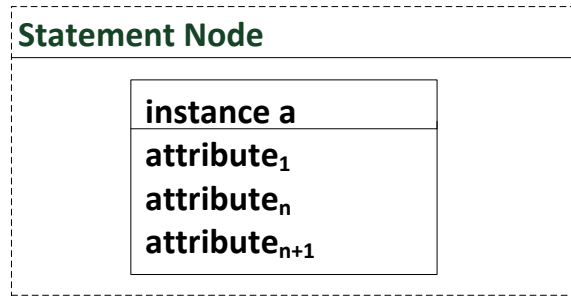 Statement Node
instance a
attribute₁
attributeₙ
attributeₙ₊₁